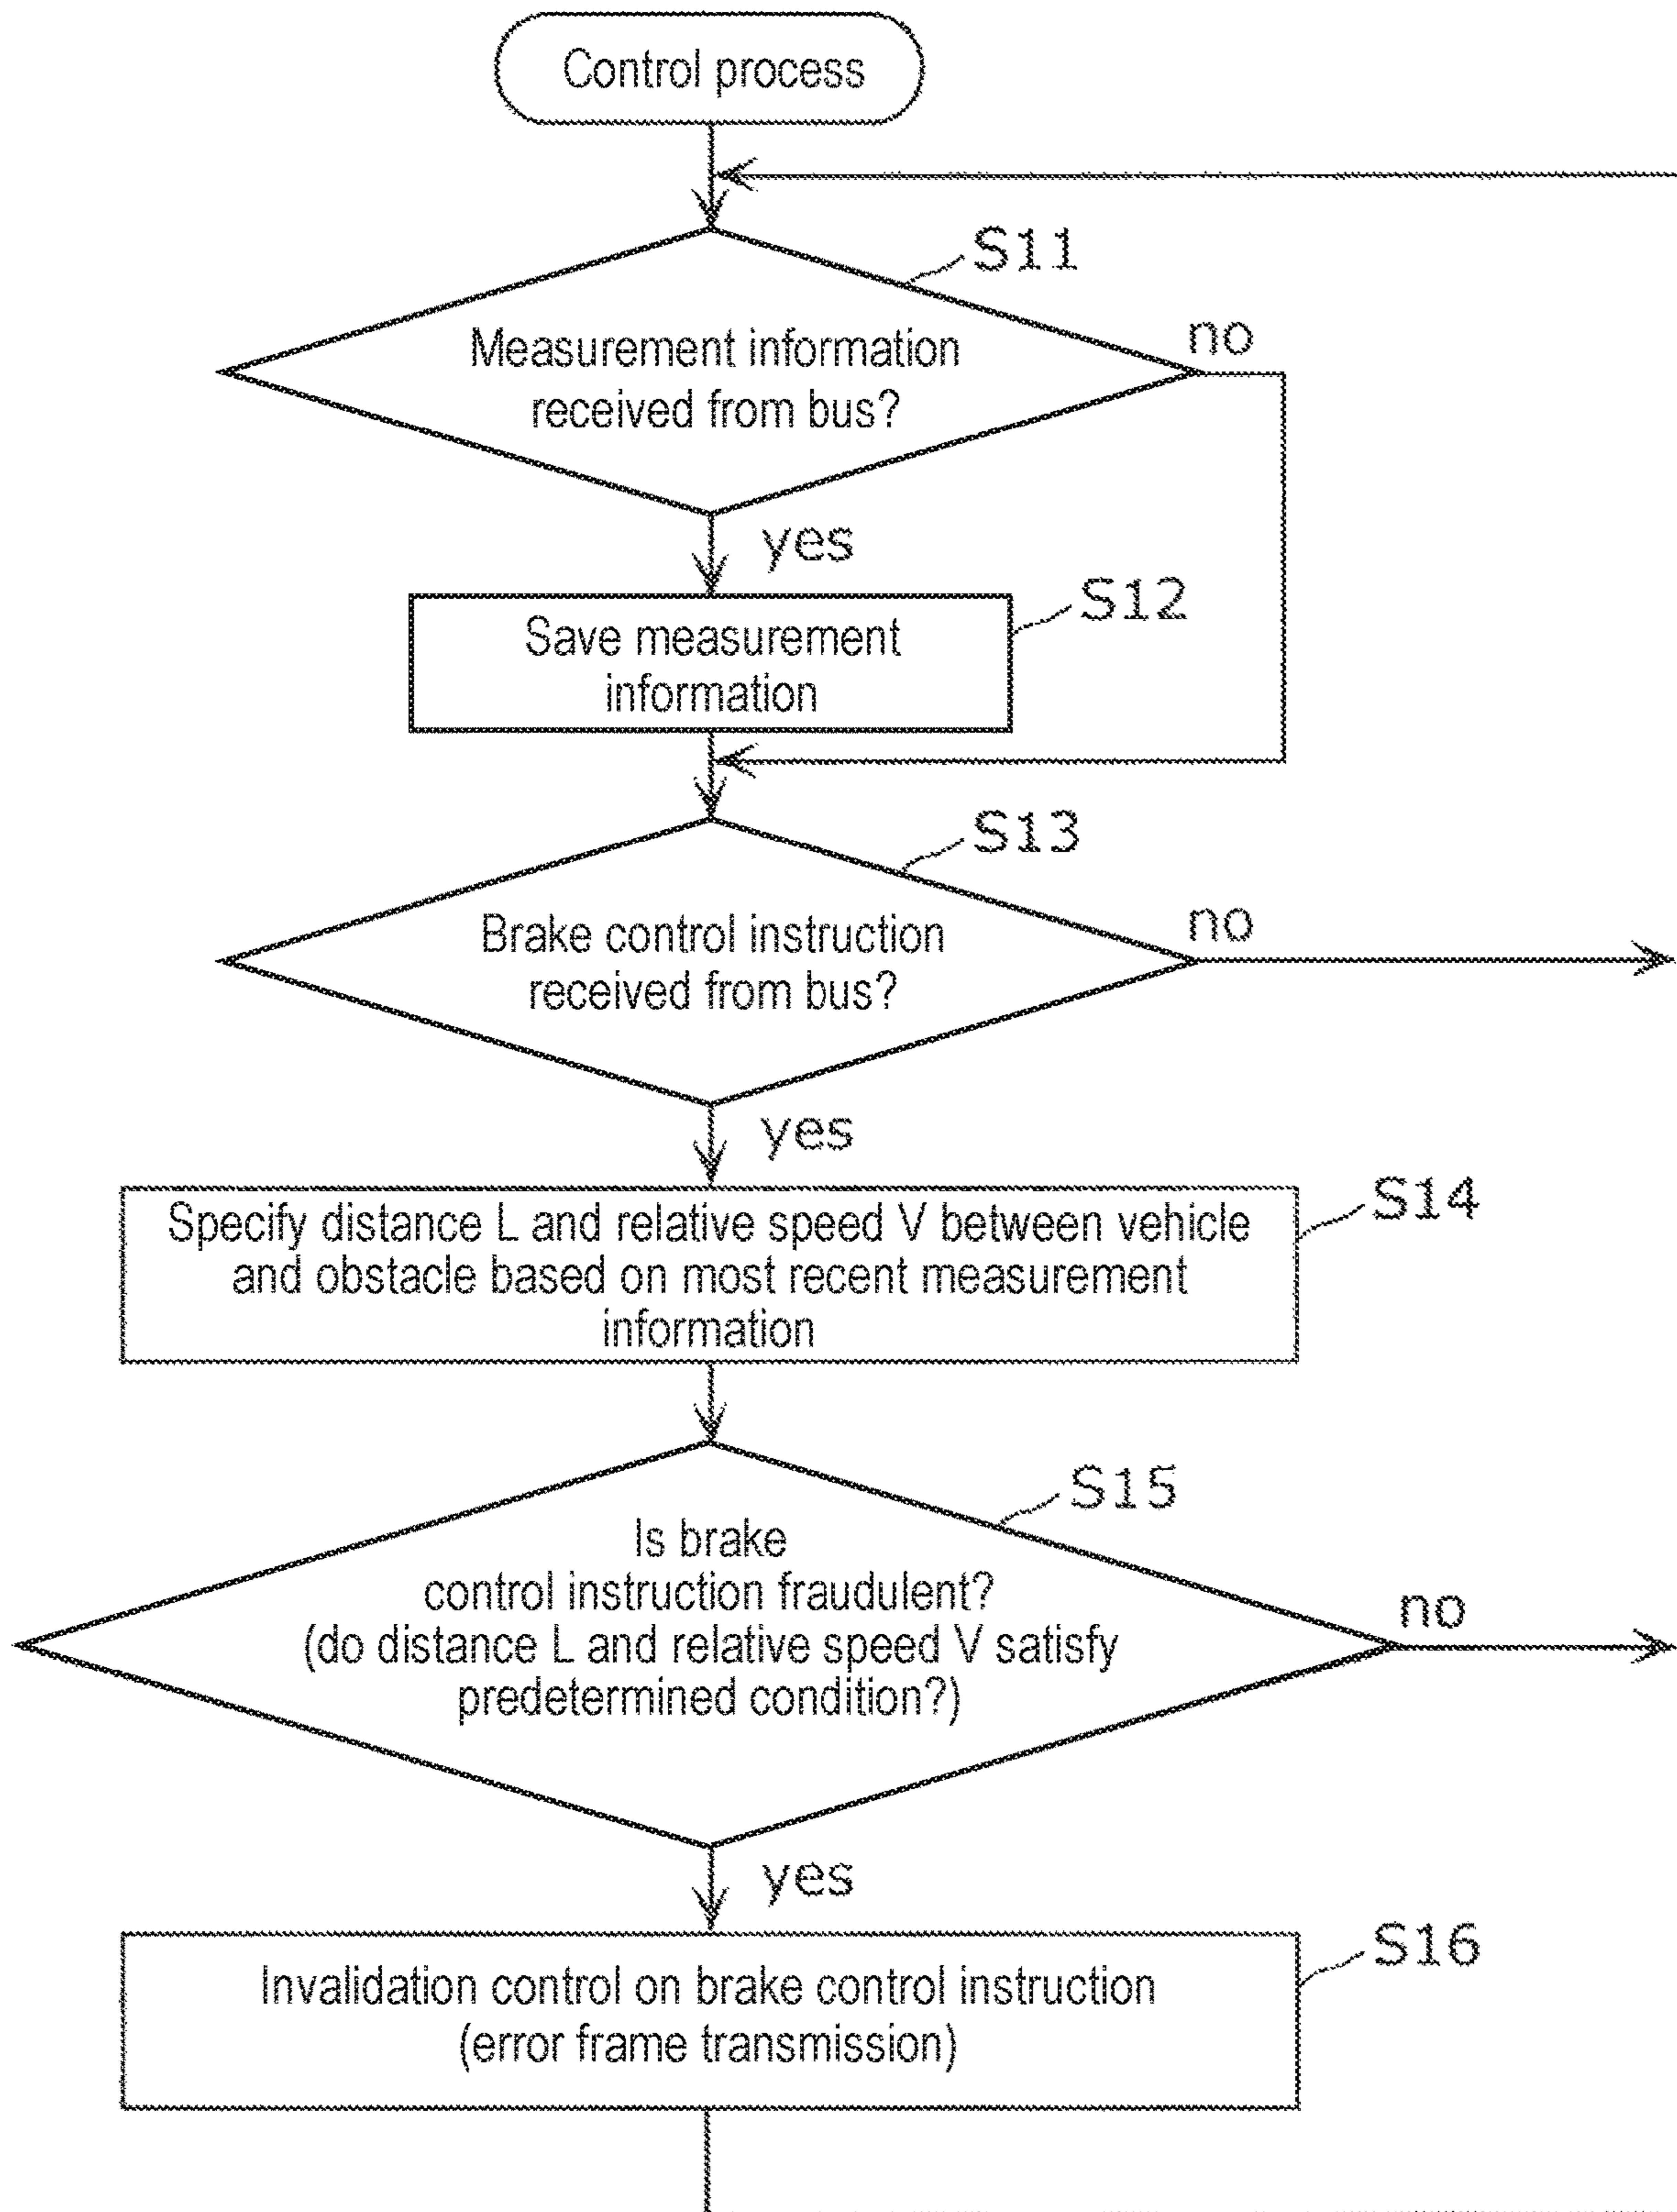 Control process
S11
Measurement information
received from bus?
no
yes
S12
Save measurement
information
S13
Brake control instruction
received from bus?
no
yes
S14
Specify distance L and relative speed V between vehicle
and obstacle based on most recent measurement
information
S15
Is brake
control instruction fraudulent?
(do distance L and relative speed V satisfy
predetermined condition?)
no
yes
S16
Invalidation control on brake control instruction
(error frame transmission)